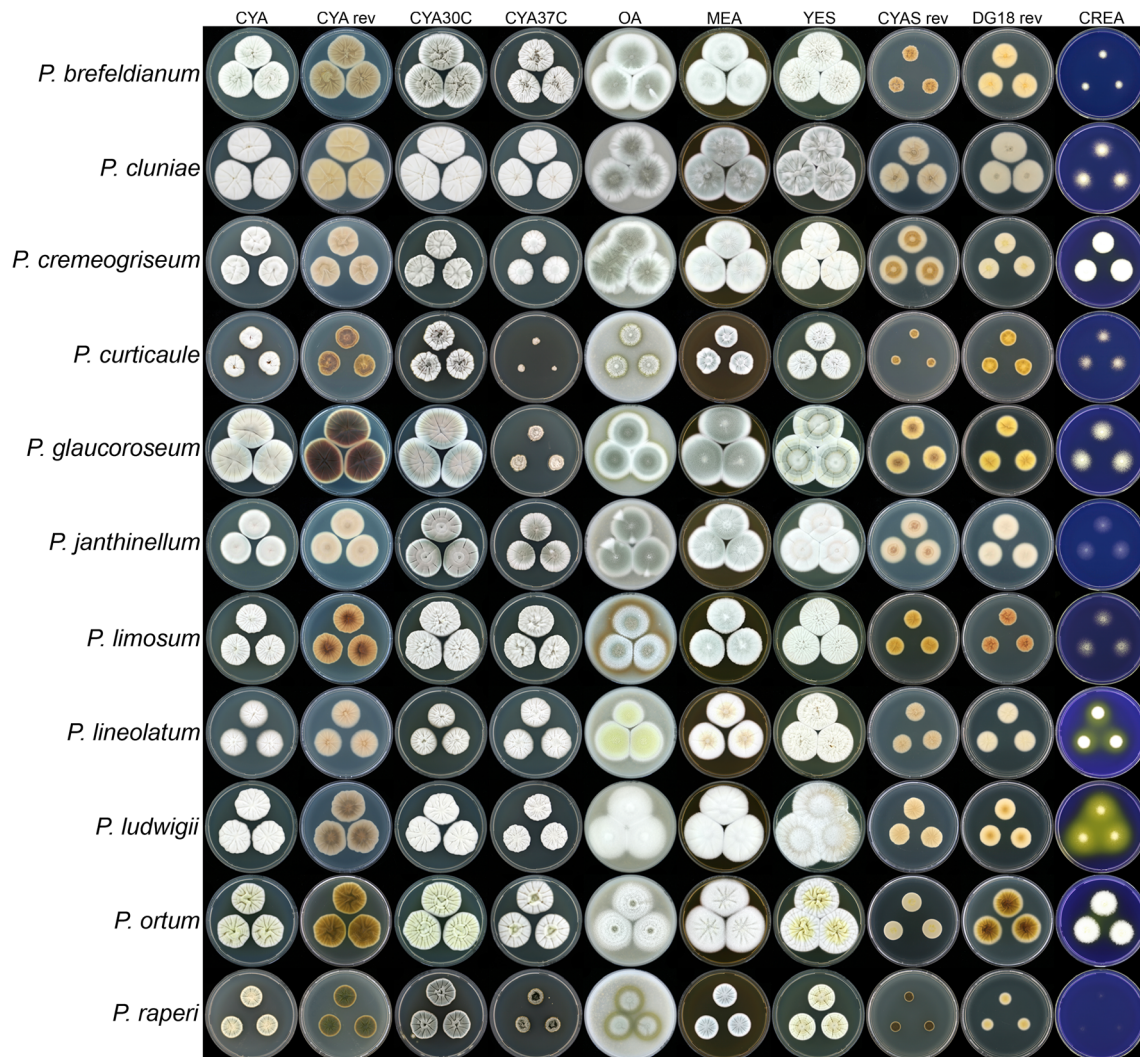 CYA CYA rev CYA30C CYA37C OA MEA YES CYAS rev DG18 rev CREA
P. brefeldianum
P. cluniae
P. cremeogriseum
P. curticaule
P. glaucoroseum
P. janthinellum
P. limosum
P. lineolatum
P. ludwigii
P. ortum
P. raperi